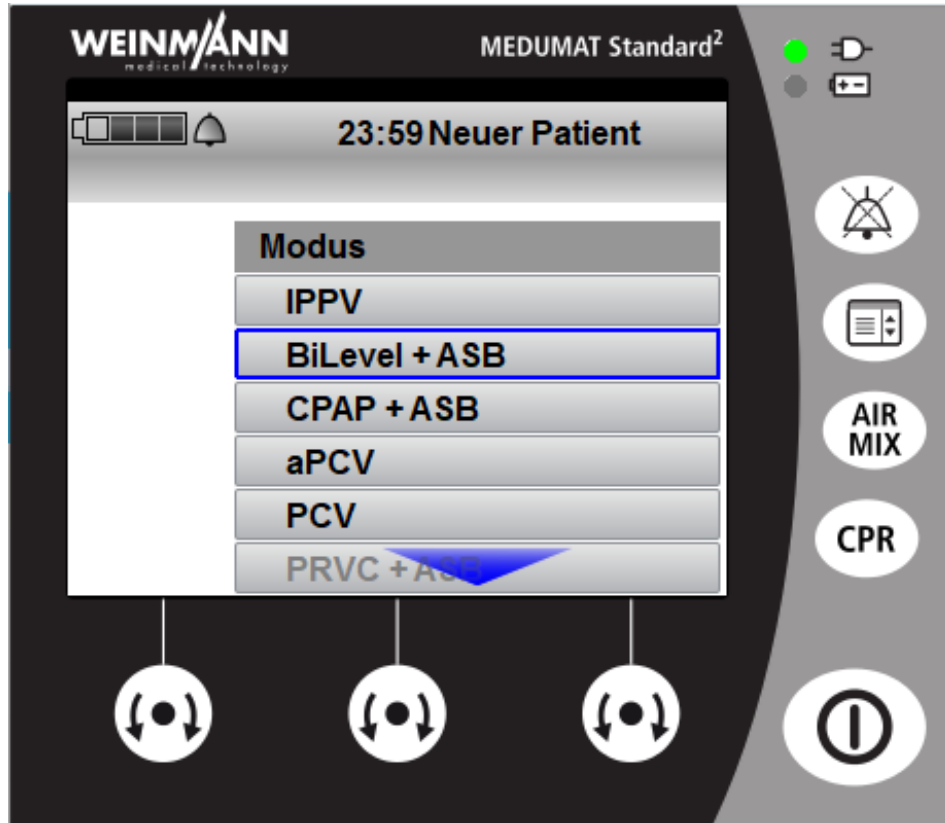 WEINMANN
medical technology
MEDUMAT Standard²
23:59 Neuer Patient
Modus
IPPV
BiLevel + ASB
CPAP + ASB
aPCV
PCV
PRVC + ASB
AIR
MIX
CPR